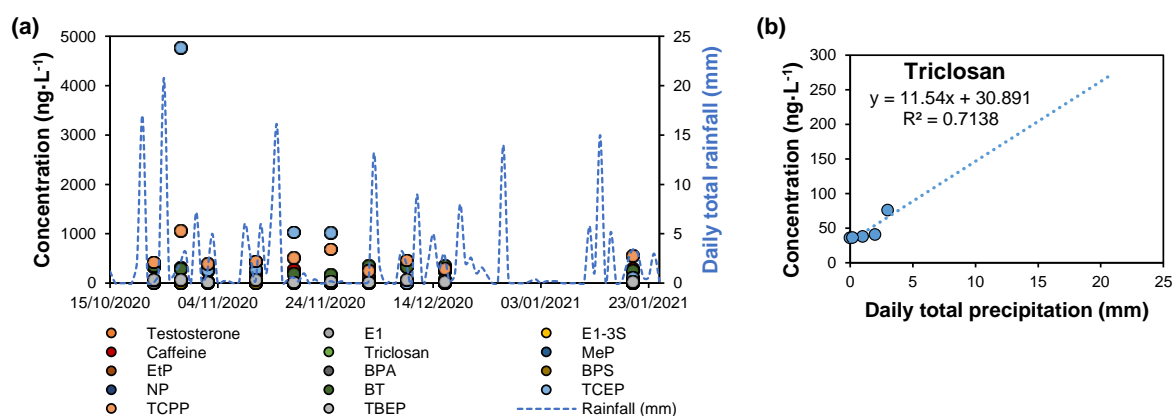 (a)
Concentration (ng·L⁻¹)
5000
4000
3000
2000
1000
0
25
20
15
10
5
0
Daily total rainfall (mm)
15/10/2020 04/11/2020 24/11/2020 14/12/2020 03/01/2021 23/01/2021
Testosterone E1 E1-3S
Caffeine Triclosan MeP
EtP BPA BPS
NP BT TCEP
TCPP TBEP Rainfall (mm)
(b)
Concentration (ng·L⁻¹)
300
250
200
150
100
50
0
Triclosan
y = 11.54x + 30.891
R² = 0.7138
0 5 10 15 20 25
Daily total precipitation (mm)